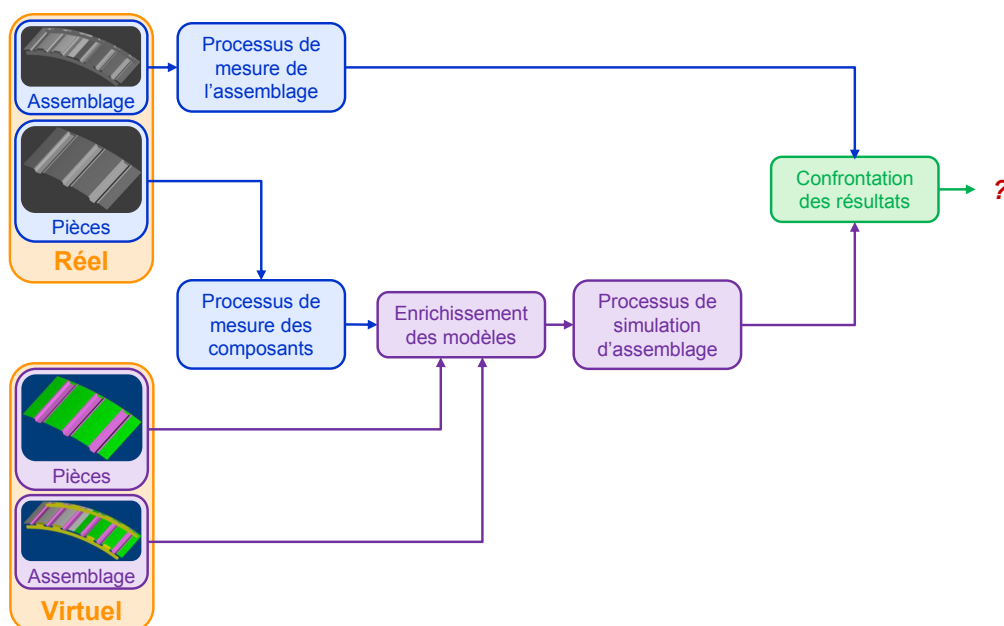 Assemblage
Pièces
Réel
Processus de
mesure de
l'assemblage
Confrontation
des résultats
?
Processus de
mesure des
composants
Enrichissement
des modèles
Processus de
simulation
d'assemblage
Pièces
Assemblage
Virtuel